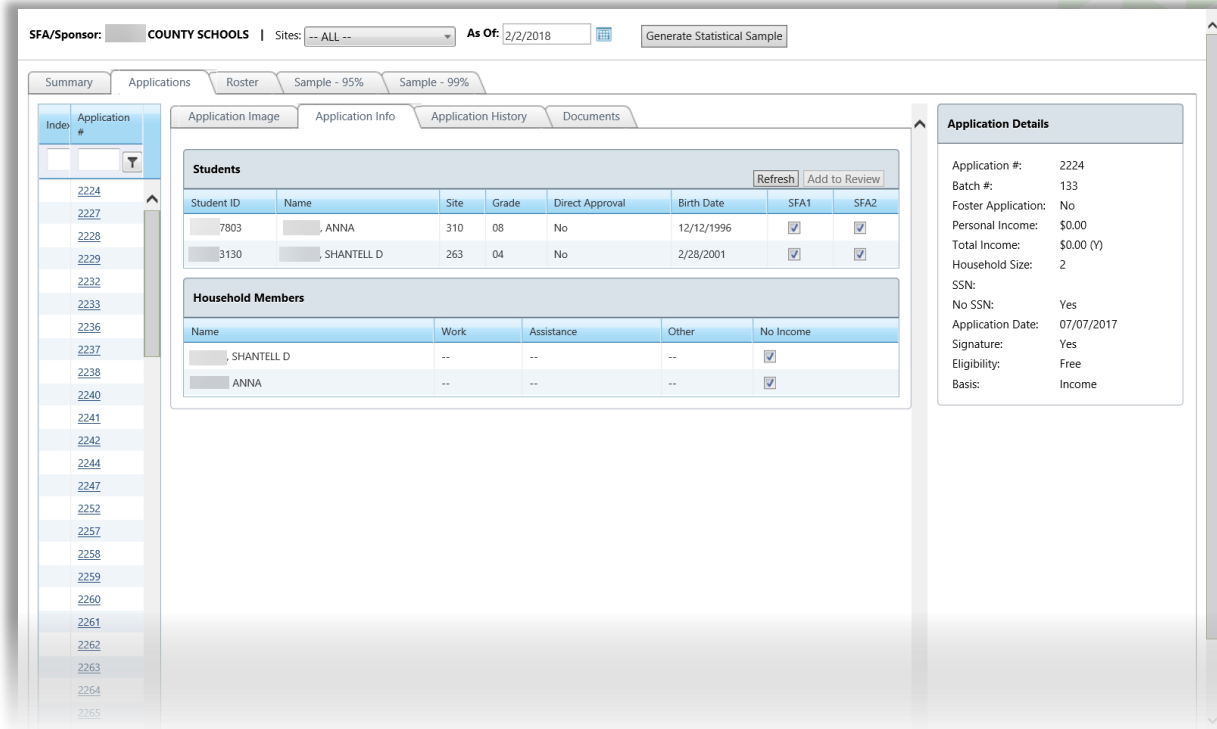 SFA/Sponsor: COUNTY SCHOOLS | Sites: -- ALL -- As Of: 2/2/2018 Generate Statistical Sample
Summary Applications Roster Sample - 95% Sample - 99%
Index Application #
2224
2227
2228
2229
2232
2233
2236
2237
2238
2240
2241
2242
2244
2247
2252
2257
2258
2259
2260
2261
2262
2263
2264
2265
Application Image Application Info Application History Documents
Students
Refresh Add to Review
Student ID Name Site Grade Direct Approval Birth Date SFA1 SFA2
7803 , ANNA 310 08 No 12/12/1996
3130 , SHANTELL D 263 04 No 2/28/2001
Household Members
Name Work Assistance Other No Income
, SHANTELL D -- -- --
ANNA -- -- --
Application Details
Application #: 2224
Batch #: 133
Foster Application: No
Personal Income: $0.00
Total Income: $0.00 (Y)
Household Size: 2
SSN:
No SSN: Yes
Application Date: 07/07/2017
Signature: Yes
Eligibility: Free
Basis: Income